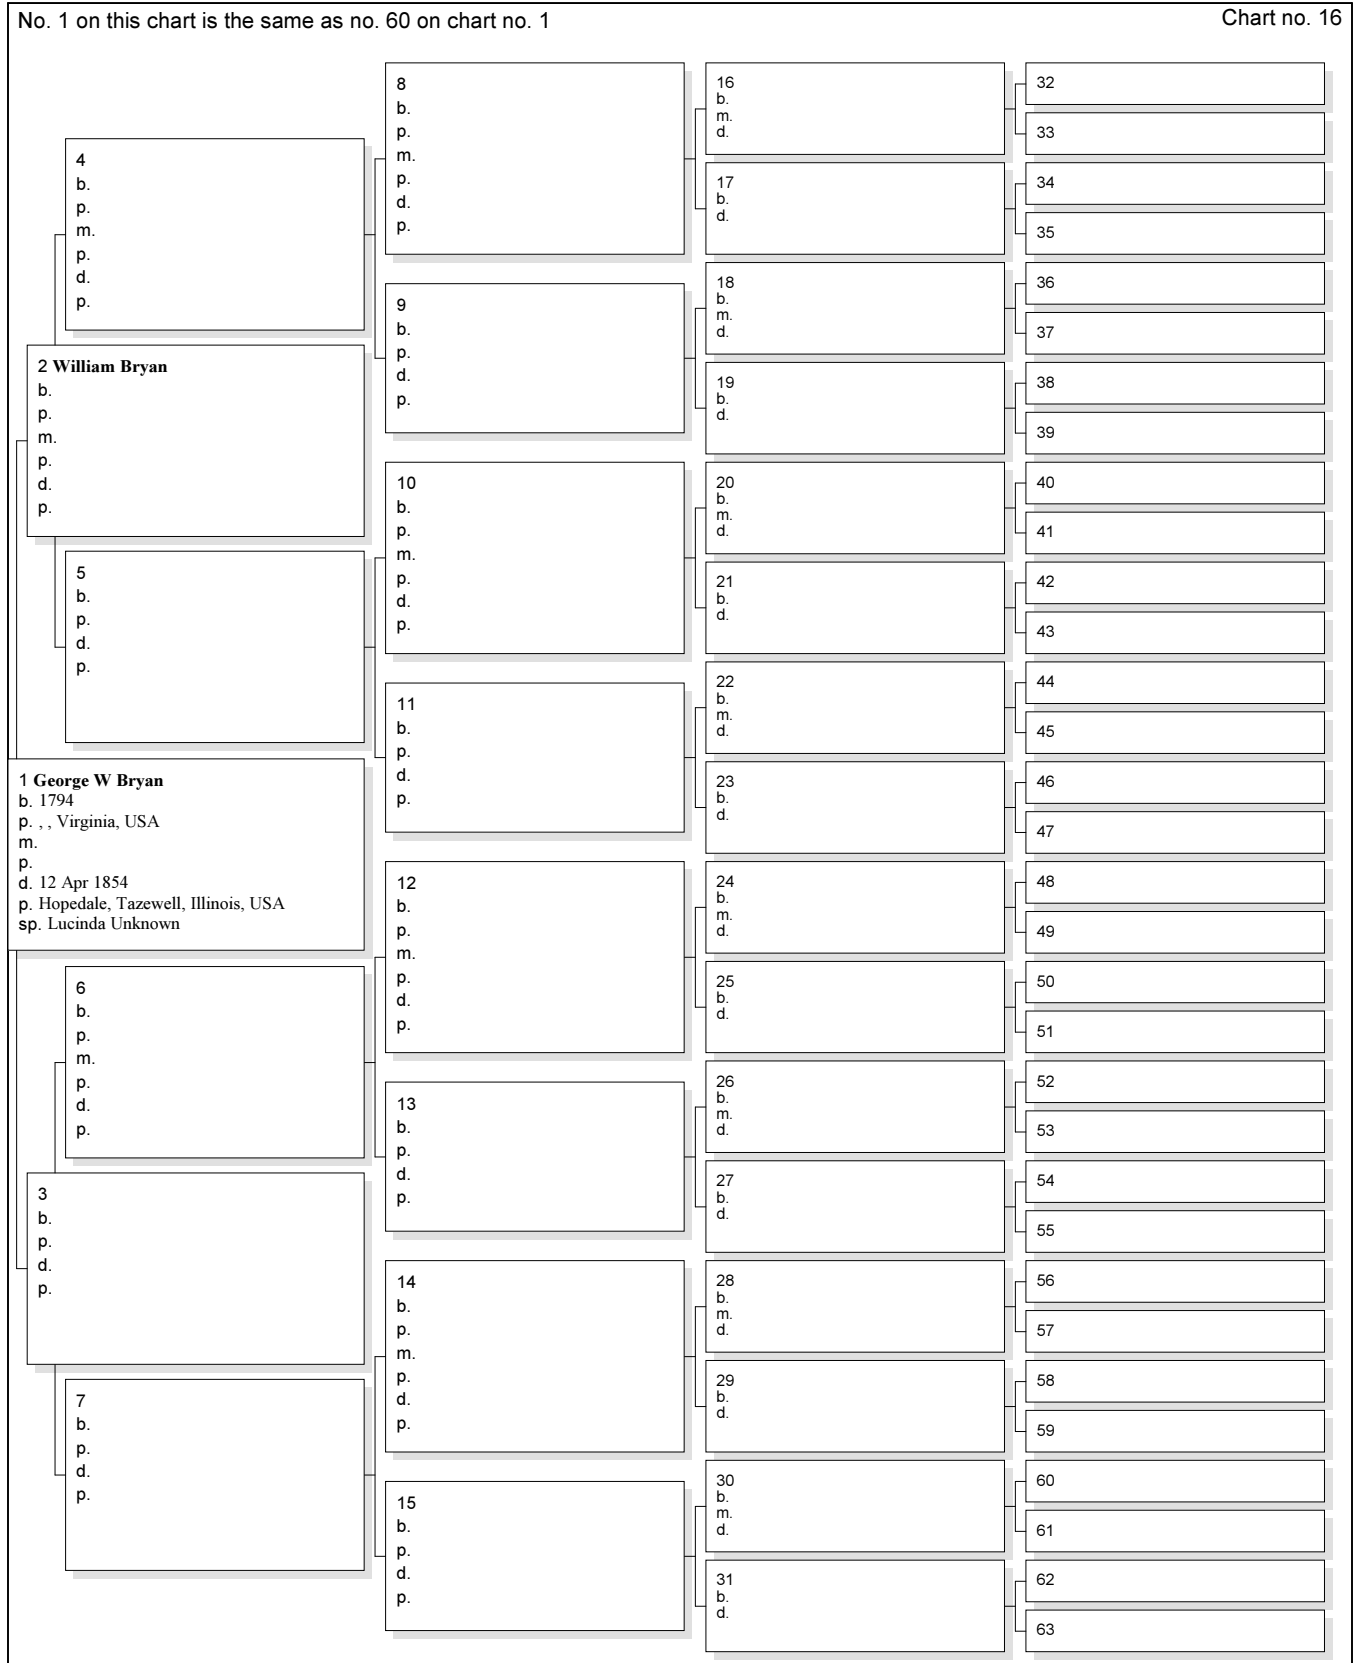 No. 1 on this chart is the same as no. 60 on chart no. 1
Chart no. 16
1 George W Bryan
b. 1794
p. , , Virginia, USA
m.
p.
d. 12 Apr 1854
p. Hopedale, Tazewell, Illinois, USA
sp. Lucinda Unknown
2 William Bryan
b.
p.
m.
p.
d.
p.
3
b.
p.
d.
p.
4
b.
p.
m.
p.
d.
p.
5
b.
p.
d.
p.
6
b.
p.
m.
p.
d.
p.
7
b.
p.
d.
p.
8
b.
p.
m.
p.
d.
p.
9
b.
p.
d.
p.
10
b.
p.
m.
p.
d.
p.
11
b.
p.
d.
p.
12
b.
p.
m.
p.
d.
p.
13
b.
p.
d.
p.
14
b.
p.
m.
p.
d.
p.
15
b.
p.
d.
p.
16
b.
m.
d.
17
b.
d.
18
b.
m.
d.
19
b.
d.
20
b.
m.
d.
21
b.
d.
22
b.
m.
d.
23
b.
d.
24
b.
m.
d.
25
b.
d.
26
b.
m.
d.
27
b.
d.
28
b.
m.
d.
29
b.
d.
30
b.
m.
d.
31
b.
d.
32
33
34
35
36
37
38
39
40
41
42
43
44
45
46
47
48
49
50
51
52
53
54
55
56
57
58
59
60
61
62
63